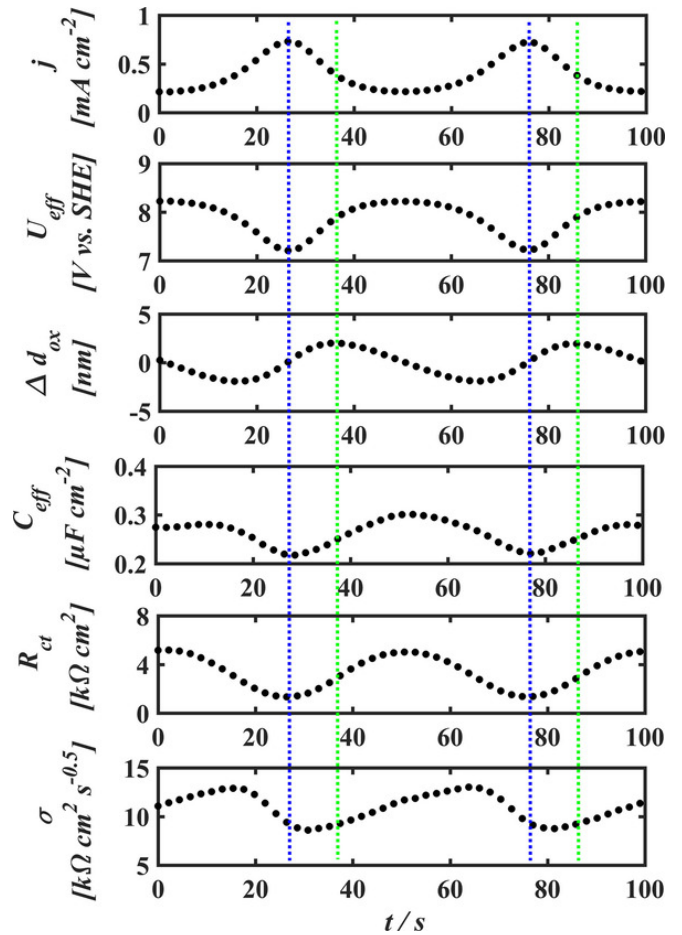 j
[mA cm⁻²]
1
0.5
0
0 20 40 60 80 100
U_eff
[V vs. SHE]
9
8
7
0 20 40 60 80 100
Δ d_ox
[nm]
5
0
-5
0 20 40 60 80 100
C_eff
[µF cm⁻²]
0.4
0.3
0.2
0 20 40 60 80 100
R_ct
[kΩ cm²]
8
4
0
0 20 40 60 80 100
σ
[kΩ cm² s⁻⁰·⁵]
15
10
5
0 20 40 60 80 100
t / s